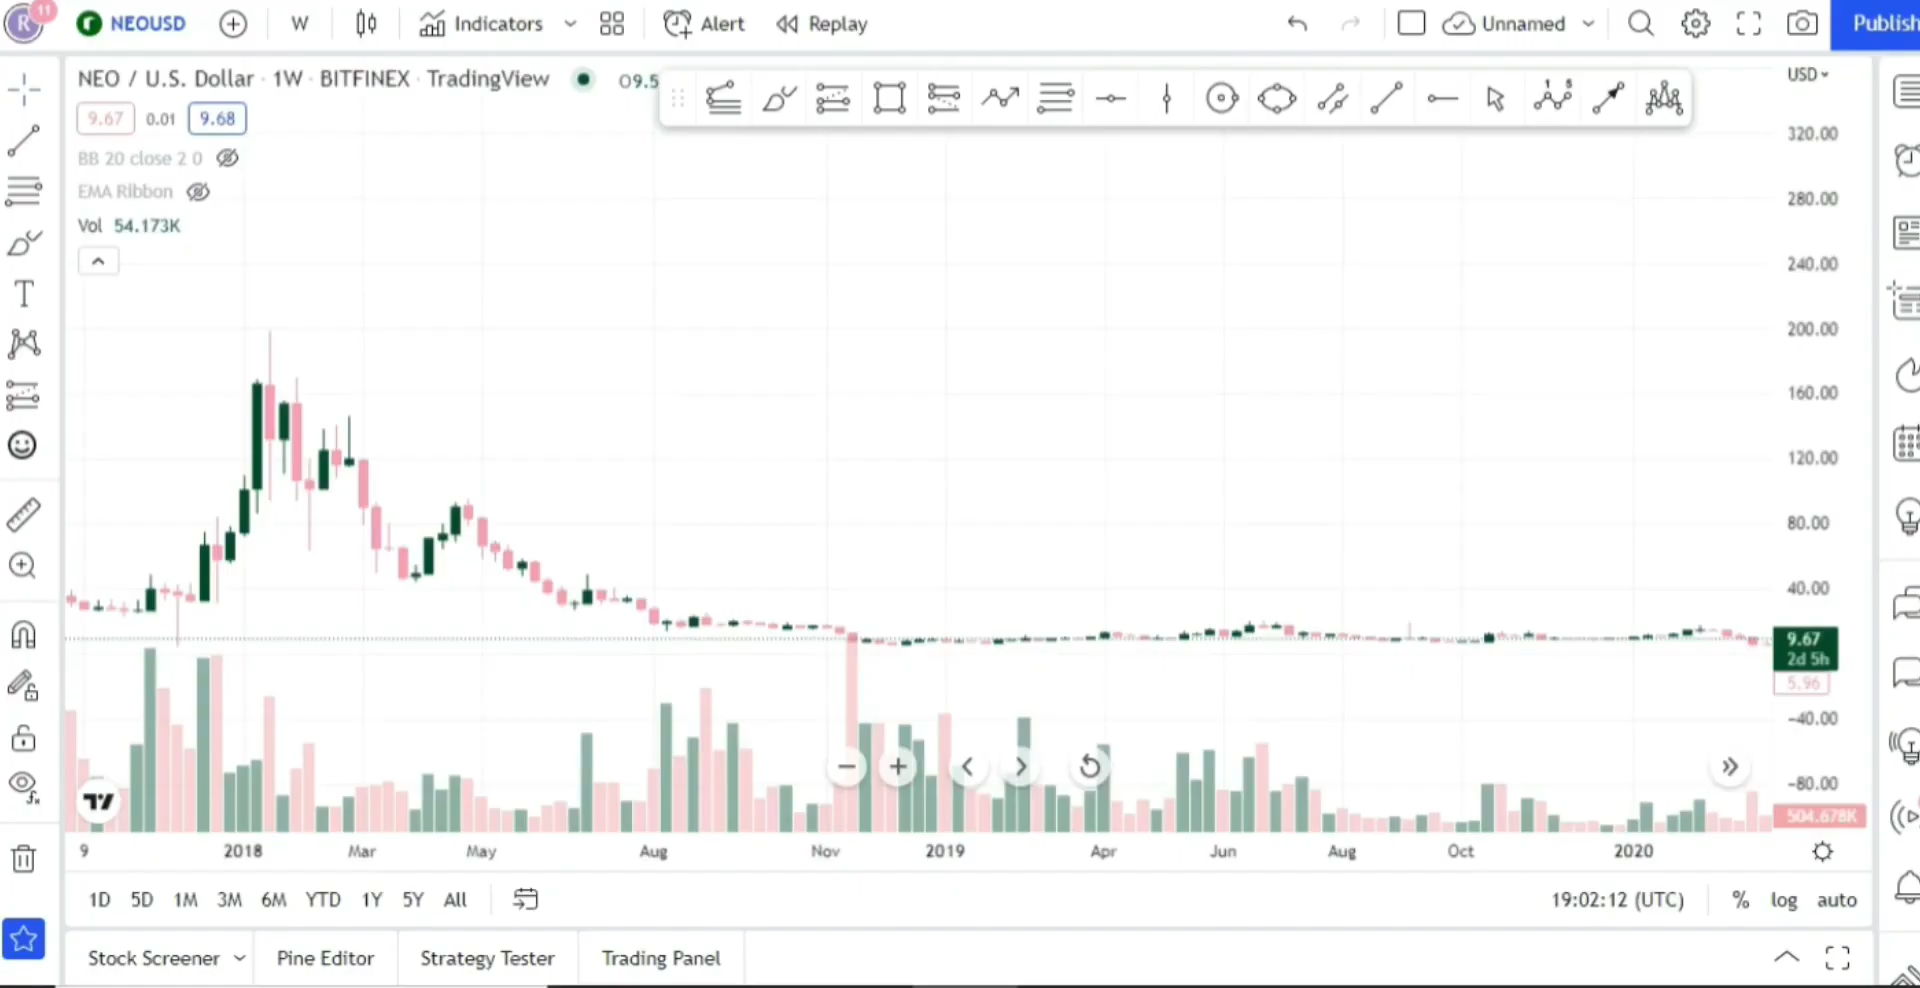 R 11 NEOUSD W Indicators Alert Replay Unnamed Publish
NEO / U.S. Dollar · 1W · BITFINEX · TradingView O9.5
9.67 0.01 9.68
BB 20 close 2 0
EMA Ribbon
Vol 54.173K
USD
320.00
280.00
240.00
200.00
160.00
120.00
80.00
40.00
9.67
2d 5h
5.96
−40.00
−80.00
504.678K
9 2018 Mar May Aug Nov 2019 Apr Jun Aug Oct 2020
1D 5D 1M 3M 6M YTD 1Y 5Y All 19:02:12 (UTC) % log auto
Stock Screener Pine Editor Strategy Tester Trading Panel